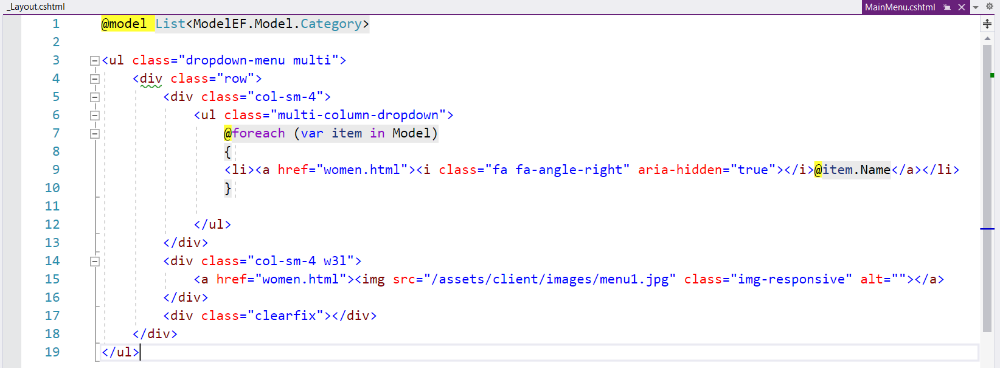 _Layout.cshtml MainMenu.cshtml
1 @model List<ModelEF.Model.Category>
2
3 <ul class="dropdown-menu multi">
4 <div class="row">
5 <div class="col-sm-4">
6 <ul class="multi-column-dropdown">
7 @foreach (var item in Model)
8 {
9 <li><a href="women.html"><i class="fa fa-angle-right" aria-hidden="true"></i>@item.Name</a></li>
10 }
11
12 </ul>
13 </div>
14 <div class="col-sm-4 w3l">
15 <a href="women.html"><img src="/assets/client/images/menu1.jpg" class="img-responsive" alt=""></a>
16 </div>
17 <div class="clearfix"></div>
18 </div>
19 </ul>